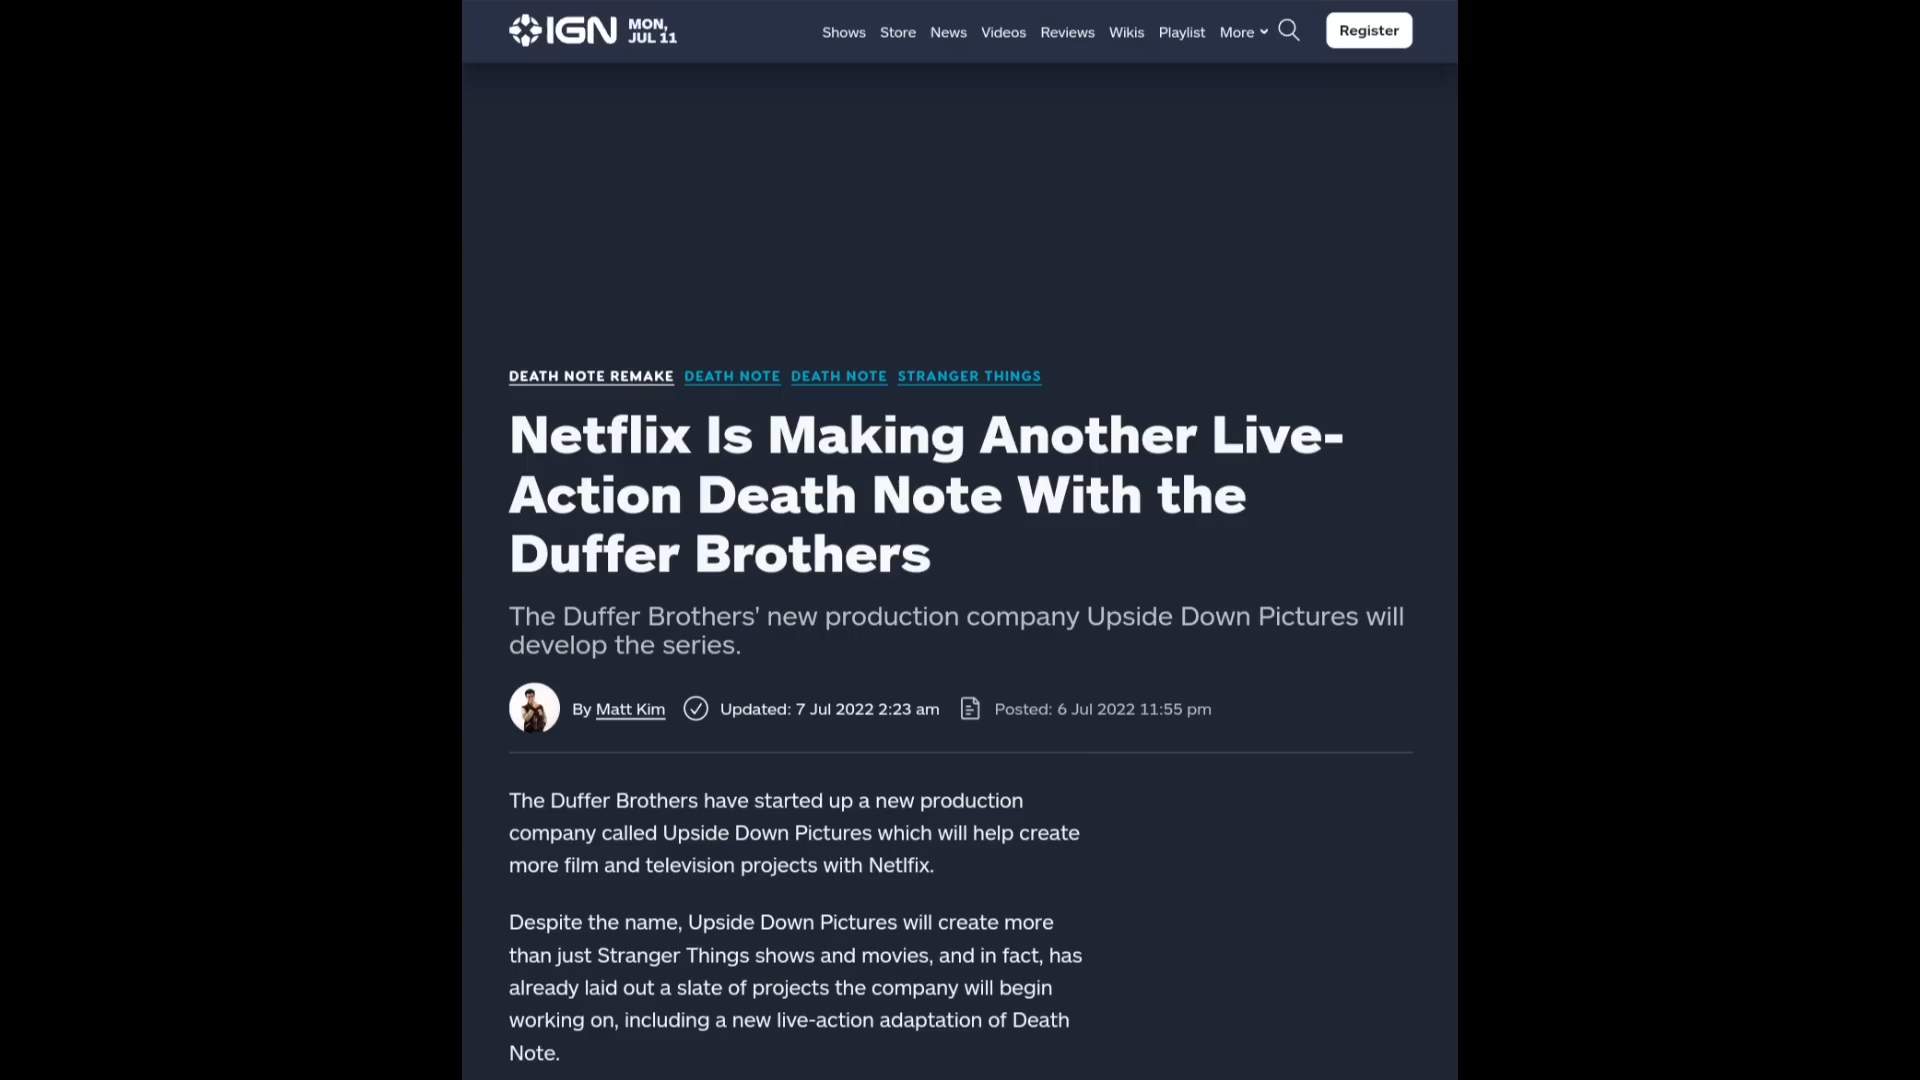 IGN
MON,
JUL 11
Shows Store News Videos Reviews Wikis Playlist More
Register
DEATH NOTE REMAKE DEATH NOTE DEATH NOTE STRANGER THINGS
Netflix Is Making Another Live-
Action Death Note With the
Duffer Brothers
The Duffer Brothers' new production company Upside Down Pictures will
develop the series.
By Matt Kim Updated: 7 Jul 2022 2:23 am Posted: 6 Jul 2022 11:55 pm
The Duffer Brothers have started up a new production
company called Upside Down Pictures which will help create
more film and television projects with Netlfix.
Despite the name, Upside Down Pictures will create more
than just Stranger Things shows and movies, and in fact, has
already laid out a slate of projects the company will begin
working on, including a new live-action adaptation of Death
Note.